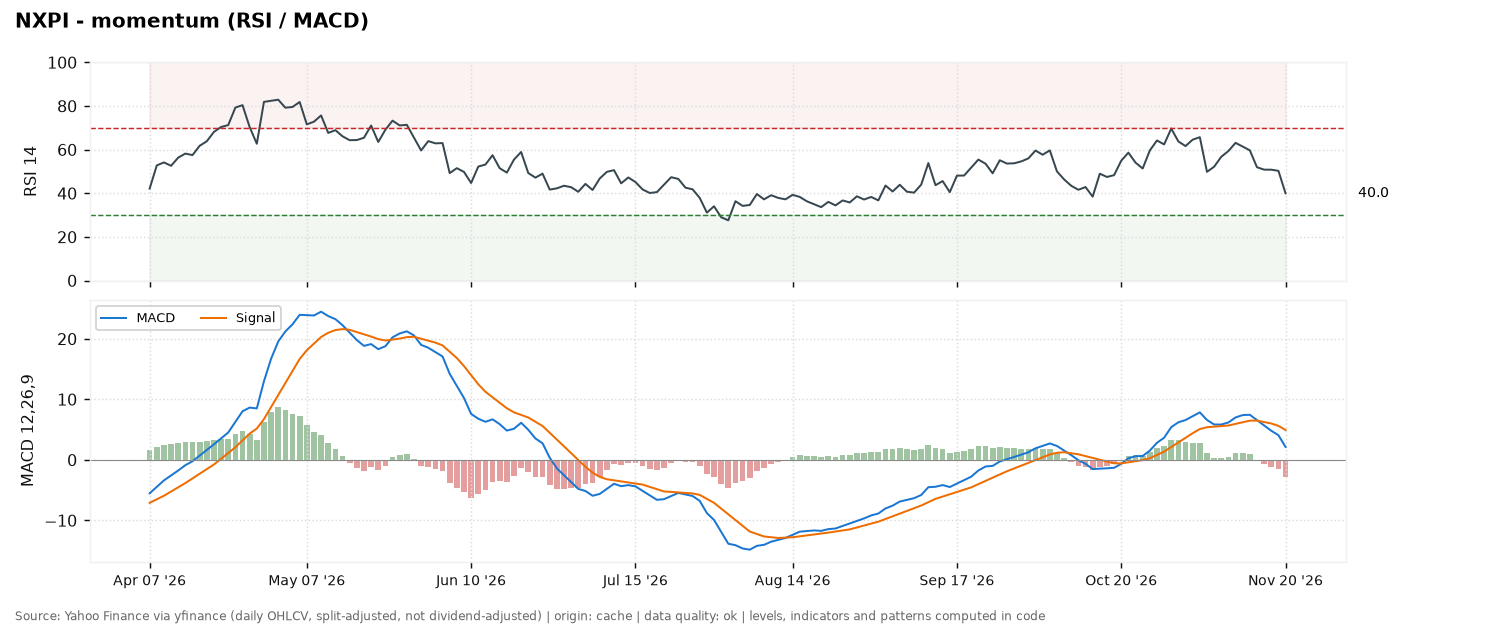 NXPI - momentum (RSI / MACD)
100
80
60
40
20
0
RSI 14
40.0
MACD
Signal
20
10
0
−10
MACD 12,26,9
Apr 07 '26
May 07 '26
Jun 10 '26
Jul 15 '26
Aug 14 '26
Sep 17 '26
Oct 20 '26
Nov 20 '26
Source: Yahoo Finance via yfinance (daily OHLCV, split-adjusted, not dividend-adjusted) | origin: cache | data quality: ok | levels, indicators and patterns computed in code